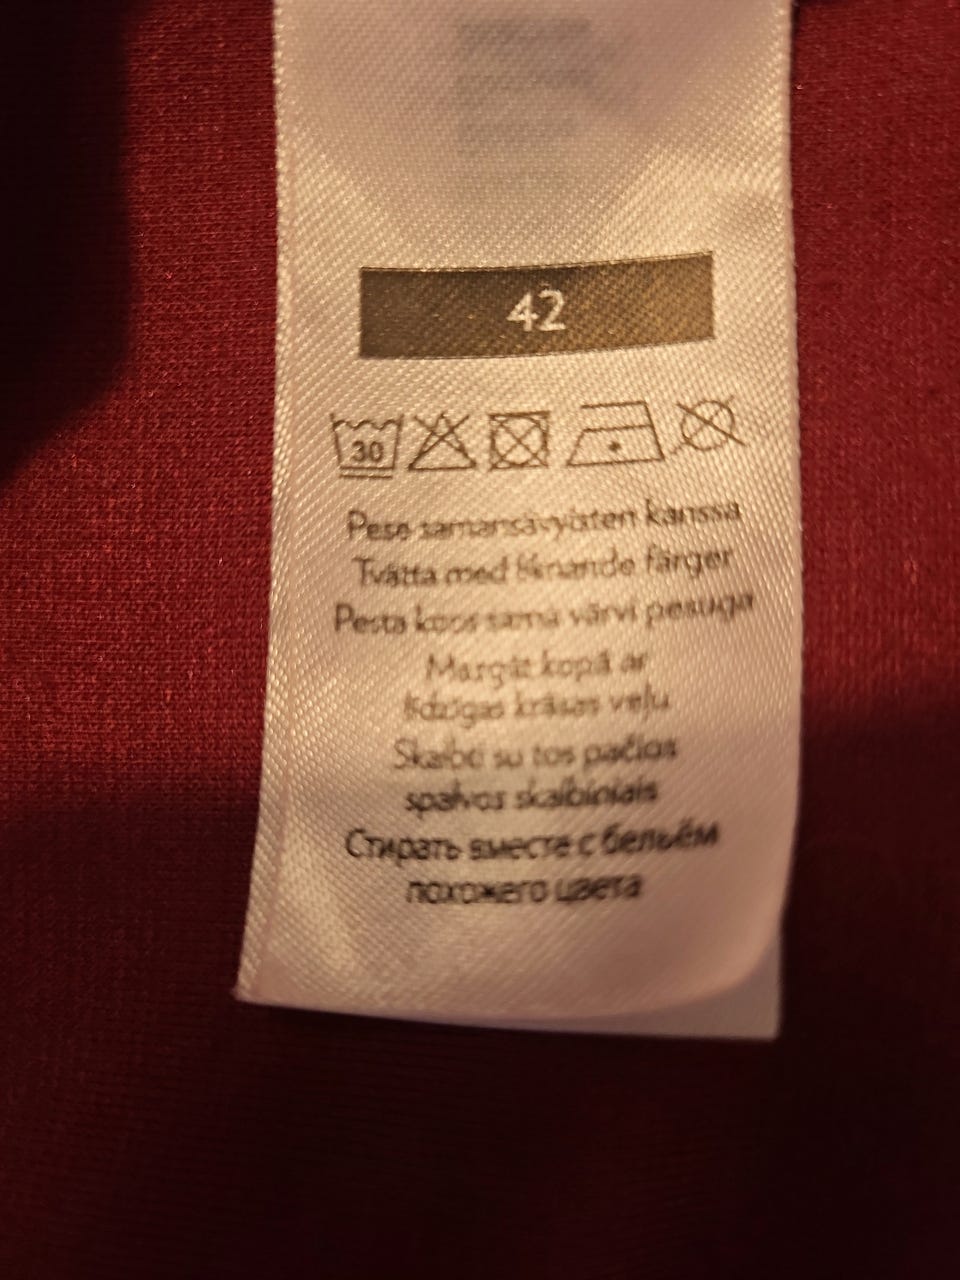 42
30
Pese samansävyisten kanssa
Tvätta med liknande färger
Pesta koos sama värvi pesuga
Mazgāt kopā ar
līdzīgas krāsas veļu
Skalbti su tos pačios
spalvos skalbiniais
Стирать вместе с бельём
похожего цвета